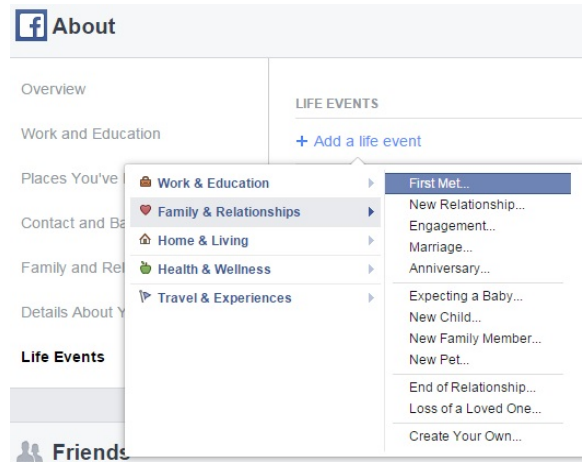 About
Overview
Work and Education
Places You've
Contact and Ba
Family and Rel
Details About Y
Life Events
LIFE EVENTS
+ Add a life event
Work & Education
Family & Relationships
Home & Living
Health & Wellness
Travel & Experiences
First Met...
New Relationship...
Engagement...
Marriage...
Anniversary...
Expecting a Baby...
New Child...
New Family Member...
New Pet...
End of Relationship...
Loss of a Loved One...
Create Your Own...
Friends